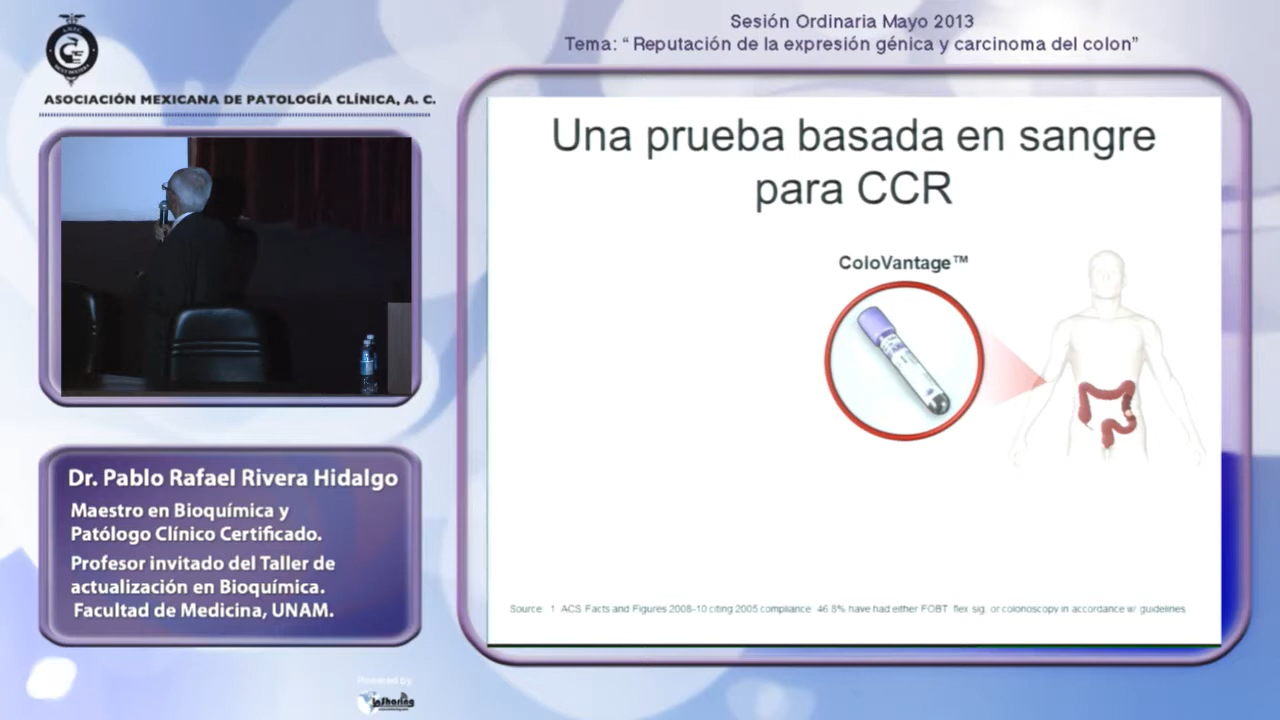 Sesión Ordinaria Mayo 2013
Tema: “ Reputación de la expresión génica y carcinoma del colon”
ASOCIACIÓN MEXICANA DE PATOLOGÍA CLÍNICA, A. C.
Una prueba basada en sangre
para CCR
ColoVantage™
Source: 1 ACS Facts and Figures 2008-10 citing 2005 compliance 46.8% have had either FOBT flex sig. or colonoscopy in accordance w/ guidelines
Dr. Pablo Rafael Rivera Hidalgo
Maestro en Bioquímica y
Patólogo Clínico Certificado.
Profesor invitado del Taller de
actualización en Bioquímica.
Facultad de Medicina, UNAM.
Powered by:
InSharing